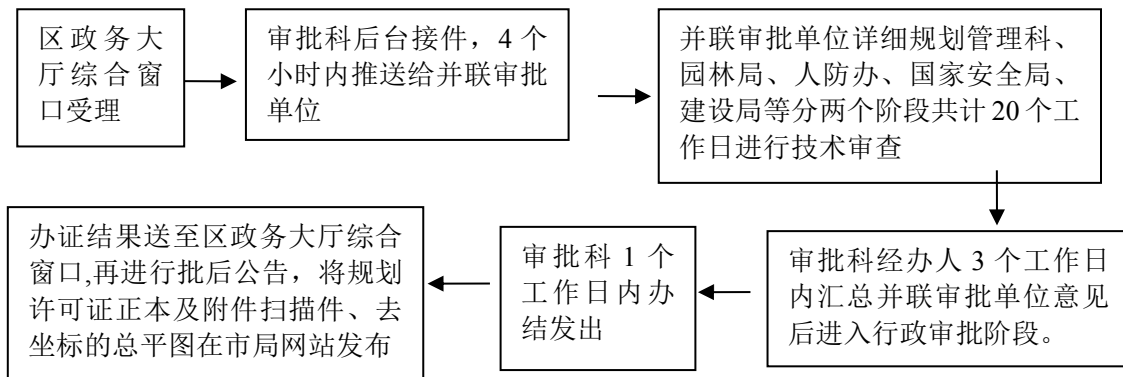 区政务大
厅综合窗
口受理
审批科后台接件，4 个
小时内推送给并联审批
单位
并联审批单位详细规划管理科、
园林局、人防办、国家安全局、
建设局等分两个阶段共计 20 个工
作日进行技术审查
审批科经办人 3 个工作日
内汇总并联审批单位意见
后进入行政审批阶段。
审批科 1 个
工作日内办
结发出
办证结果送至区政务大厅综合
窗口,再进行批后公告，将规划
许可证正本及附件扫描件、去
坐标的总平图在市局网站发布